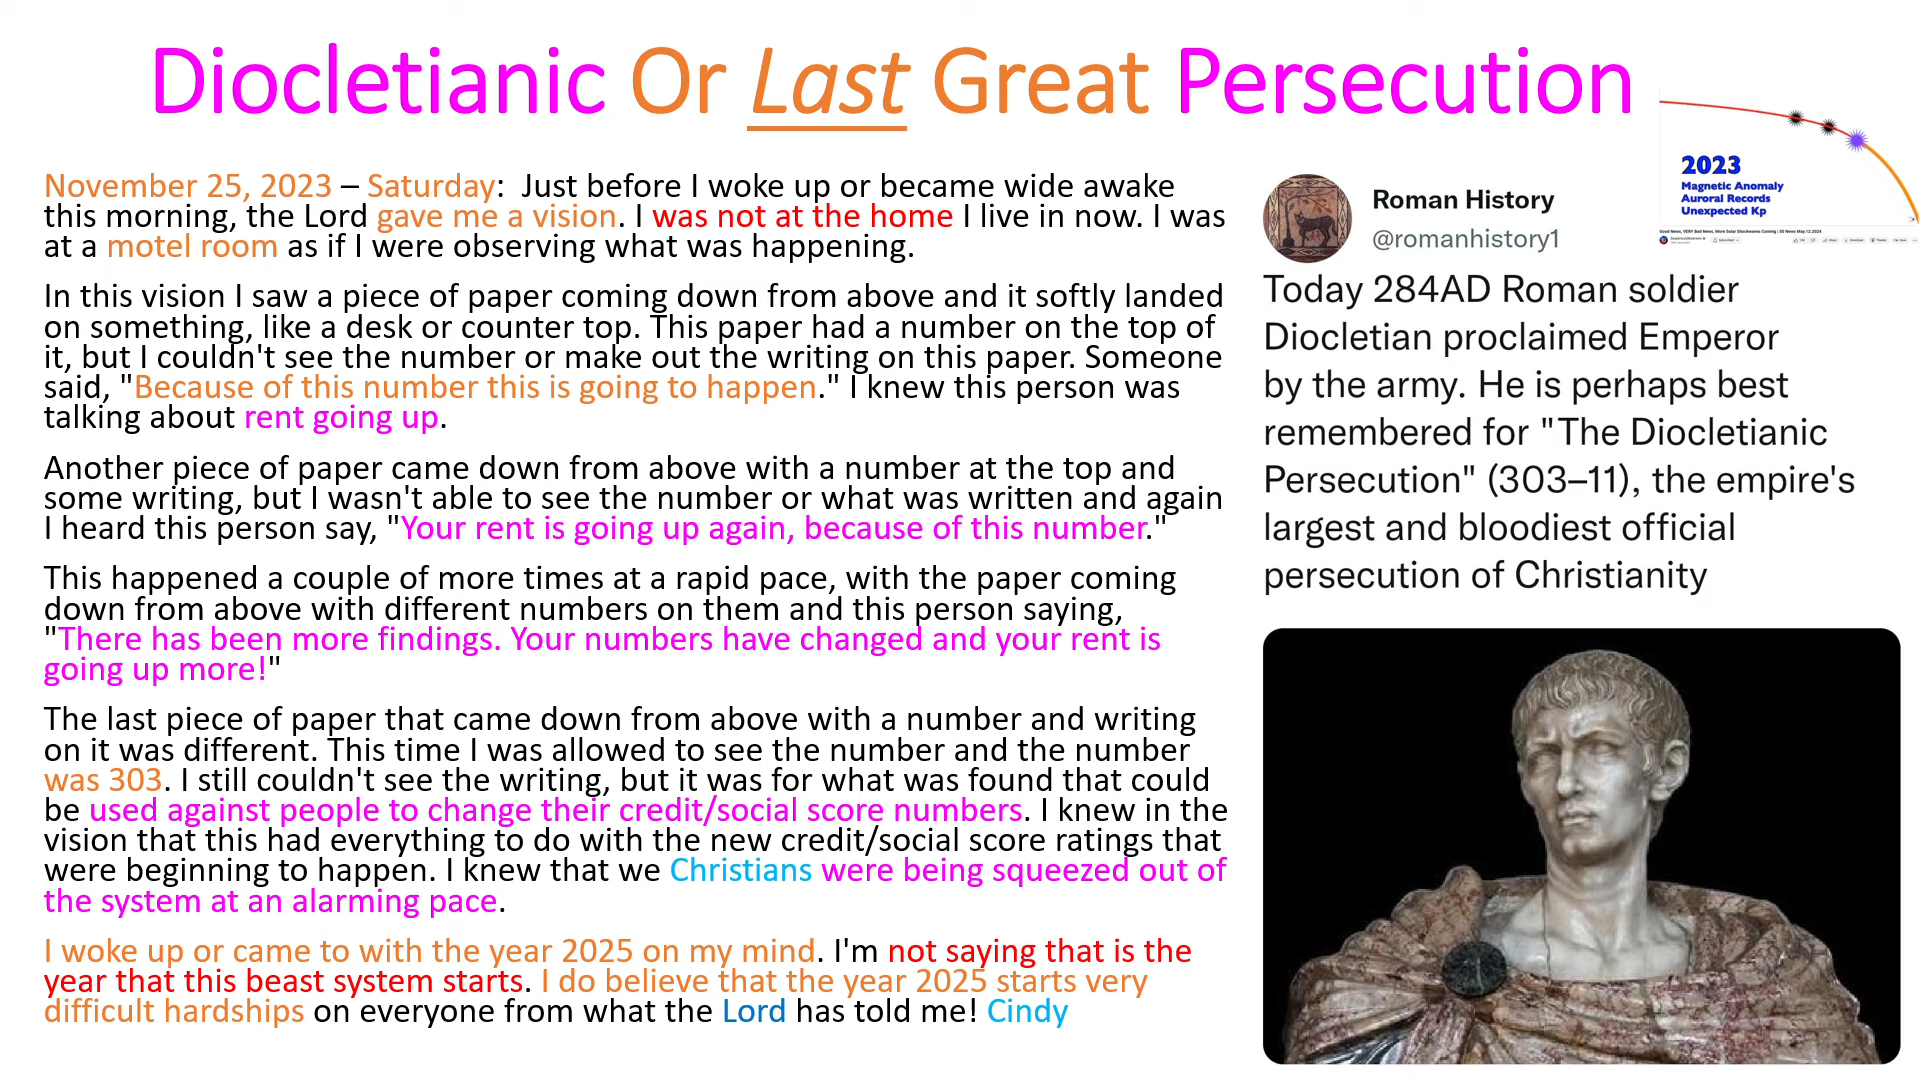 Diocletianic Or Last Great Persecution
November 25, 2023 – Saturday: Just before I woke up or became wide awake
this morning, the Lord gave me a vision. I was not at the home I live in now. I was
at a motel room as if I were observing what was happening.
In this vision I saw a piece of paper coming down from above and it softly landed
on something, like a desk or counter top. This paper had a number on the top of
it, but I couldn't see the number or make out the writing on this paper. Someone
said, "Because of this number this is going to happen." I knew this person was
talking about rent going up.
Another piece of paper came down from above with a number at the top and
some writing, but I wasn't able to see the number or what was written and again
I heard this person say, "Your rent is going up again, because of this number."
This happened a couple of more times at a rapid pace, with the paper coming
down from above with different numbers on them and this person saying,
"There has been more findings. Your numbers have changed and your rent is
going up more!"
The last piece of paper that came down from above with a number and writing
on it was different. This time I was allowed to see the number and the number
was 303. I still couldn't see the writing, but it was for what was found that could
be used against people to change their credit/social score numbers. I knew in the
vision that this had everything to do with the new credit/social score ratings that
were beginning to happen. I knew that we Christians were being squeezed out of
the system at an alarming pace.
I woke up or came to with the year 2025 on my mind. I'm not saying that is the
year that this beast system starts. I do believe that the year 2025 starts very
difficult hardships on everyone from what the Lord has told me! Cindy
2023
Magnetic Anomaly
Auroral Records
Unexpected Kp
Good News, VERY Bad News, More Solar Shockwaves Coming | S0 News May.12.2024
Roman History
@romanhistory1
Today 284AD Roman soldier
Diocletian proclaimed Emperor
by the army. He is perhaps best
remembered for "The Diocletianic
Persecution" (303–11), the empire's
largest and bloodiest official
persecution of Christianity